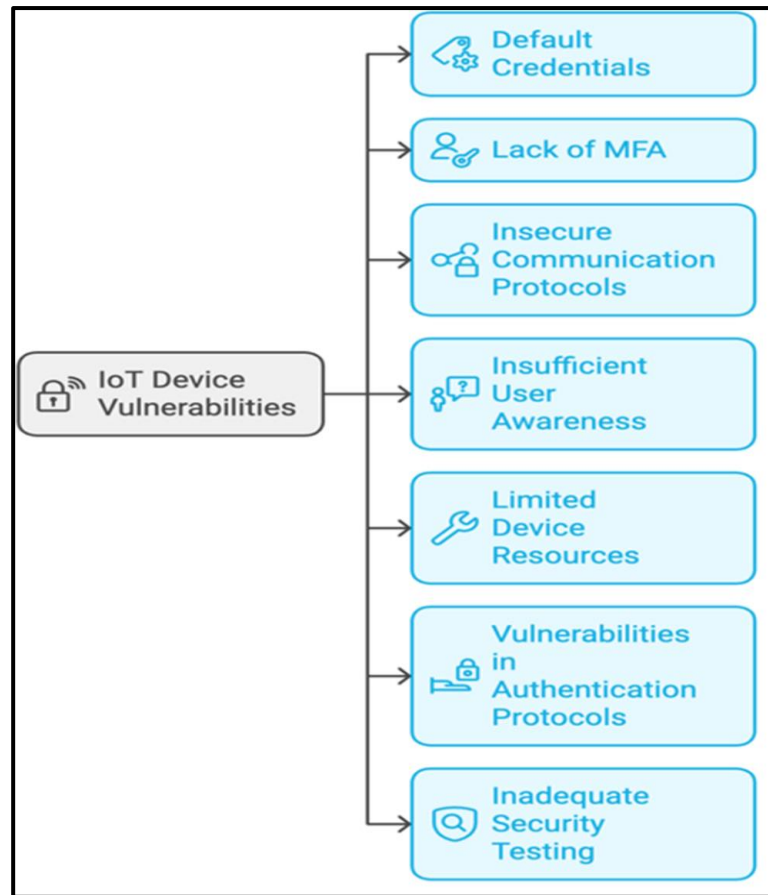 IoT Device
Vulnerabilities
Default
Credentials
Lack of MFA
Insecure
Communication
Protocols
Insufficient
User
Awareness
Limited
Device
Resources
Vulnerabilities
in
Authentication
Protocols
Inadequate
Security
Testing